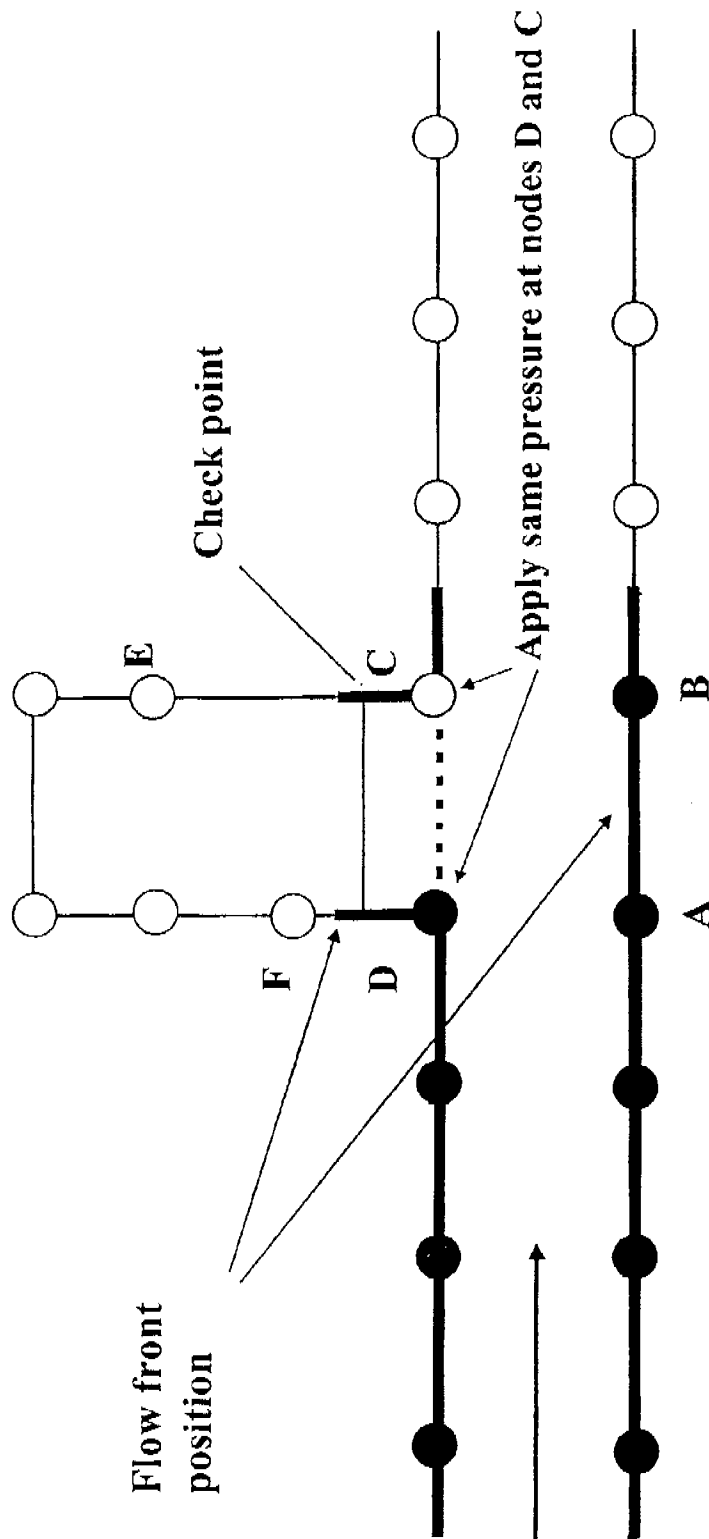 Flow front
position
Check point
E
C
F
D
Apply same pressure at nodes D and C
A
B